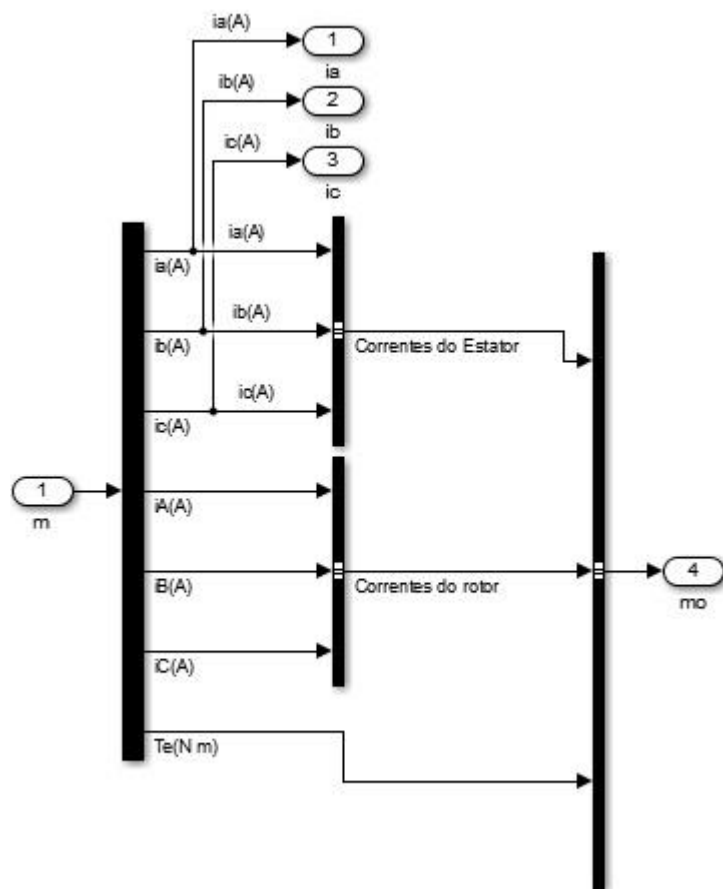 ia(A)
1
ia
ib(A)
2
ib
ic(A)
3
ic
ia(A)
ia(A)
ib(A)
ib(A)
Correntes do Estator
ic(A)
ic(A)
1
m
iA(A)
iB(A)
Correntes do rotor
4
mo
iC(A)
Te(N m)